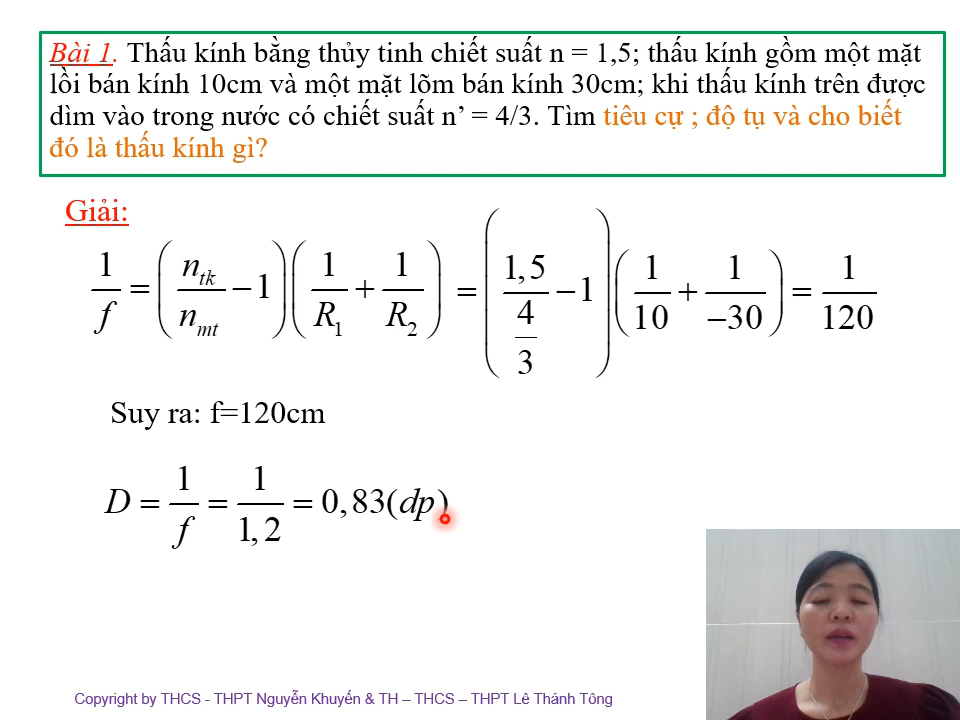 Bài 1. Thấu kính bằng thủy tinh chiết suất n = 1,5; thấu kính gồm một mặt
lồi bán kính 10cm và một mặt lõm bán kính 30cm; khi thấu kính trên được
dìm vào trong nước có chiết suất n’ = 4/3. Tìm tiêu cự ; độ tụ và cho biết
đó là thấu kính gì?
Giải:
1/f = (n_tk/n_mt − 1)(1/R_1 + 1/R_2) = (1,5/(4/3) − 1)(1/10 + 1/−30) = 1/120
Suy ra: f=120cm
D = 1/f = 1/1,2 = 0,83(dp)
Copyright by THCS - THPT Nguyễn Khuyến & TH – THCS – THPT Lê Thánh Tông